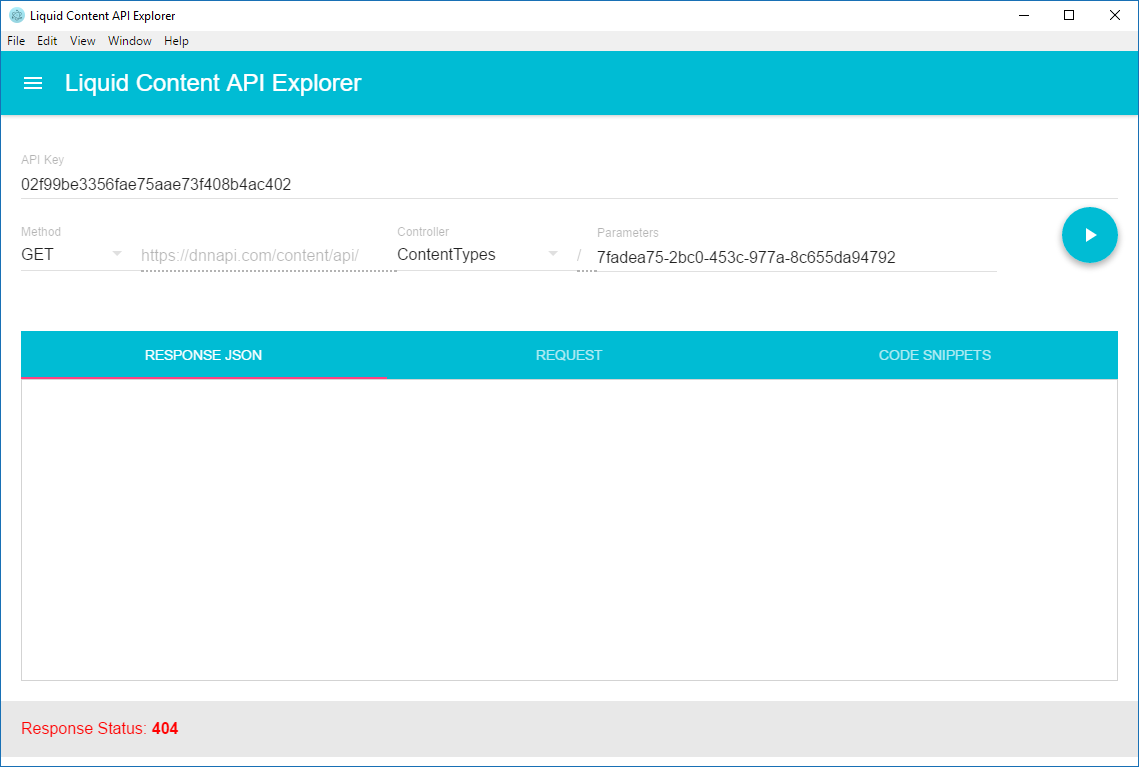 Liquid Content API Explorer
File Edit View Window Help
Liquid Content API Explorer
API Key
02f99be3356fae75aae73f408b4ac402
Method Controller Parameters
GET https://dnnapi.com/content/api/ ContentTypes / 7fadea75-2bc0-453c-977a-8c655da94792
RESPONSE JSON REQUEST CODE SNIPPETS
Response Status: 404